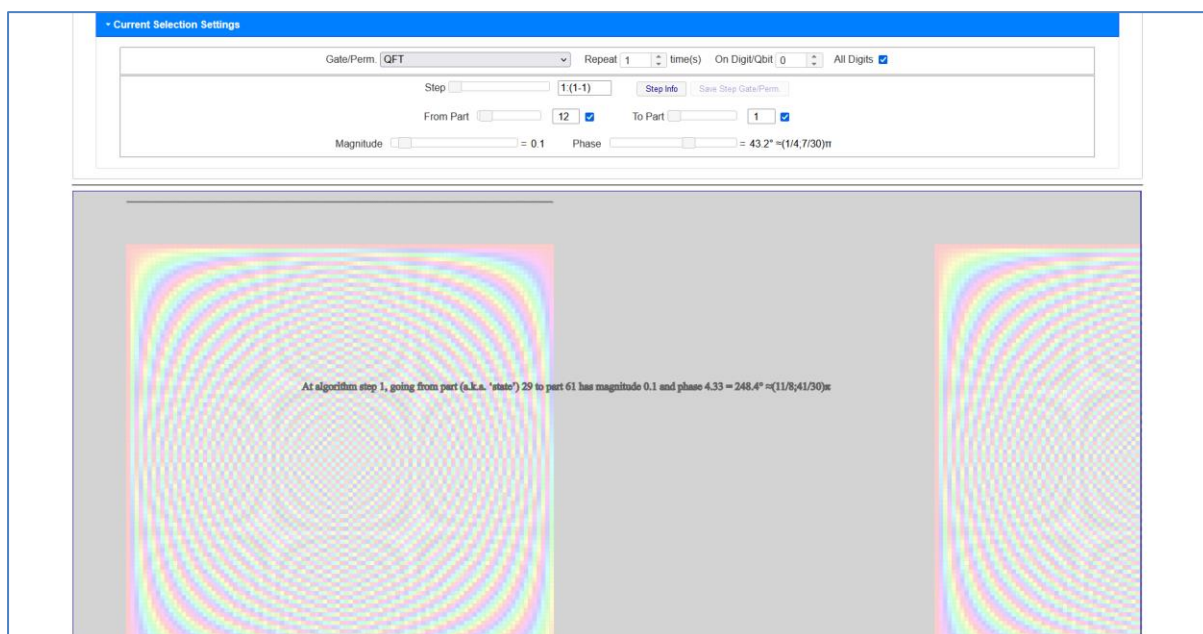 Current Selection Settings
Gate/Perm. QFT Repeat 1 time(s) On Digit/Qbit 0 All Digits
Step 1:(1-1) Step Info Save Step Gate/Perm.
From Part 12 To Part 1
Magnitude = 0.1 Phase = 43.2° ≈(1/4;7/30)π
At algorithm step 1, going from part (a.k.a. ‘state’) 29 to part 61 has magnitude 0.1 and phase 4.33 = 248.4° ≈(11/8;41/30)π